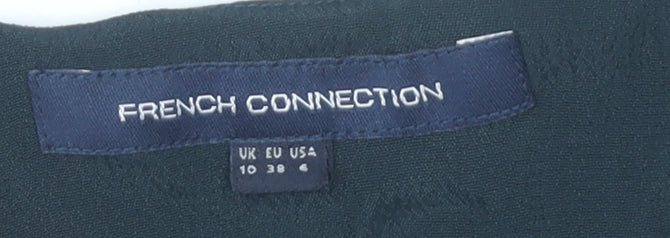 FRENCH CONNECTION
UK EU USA
10 38 6